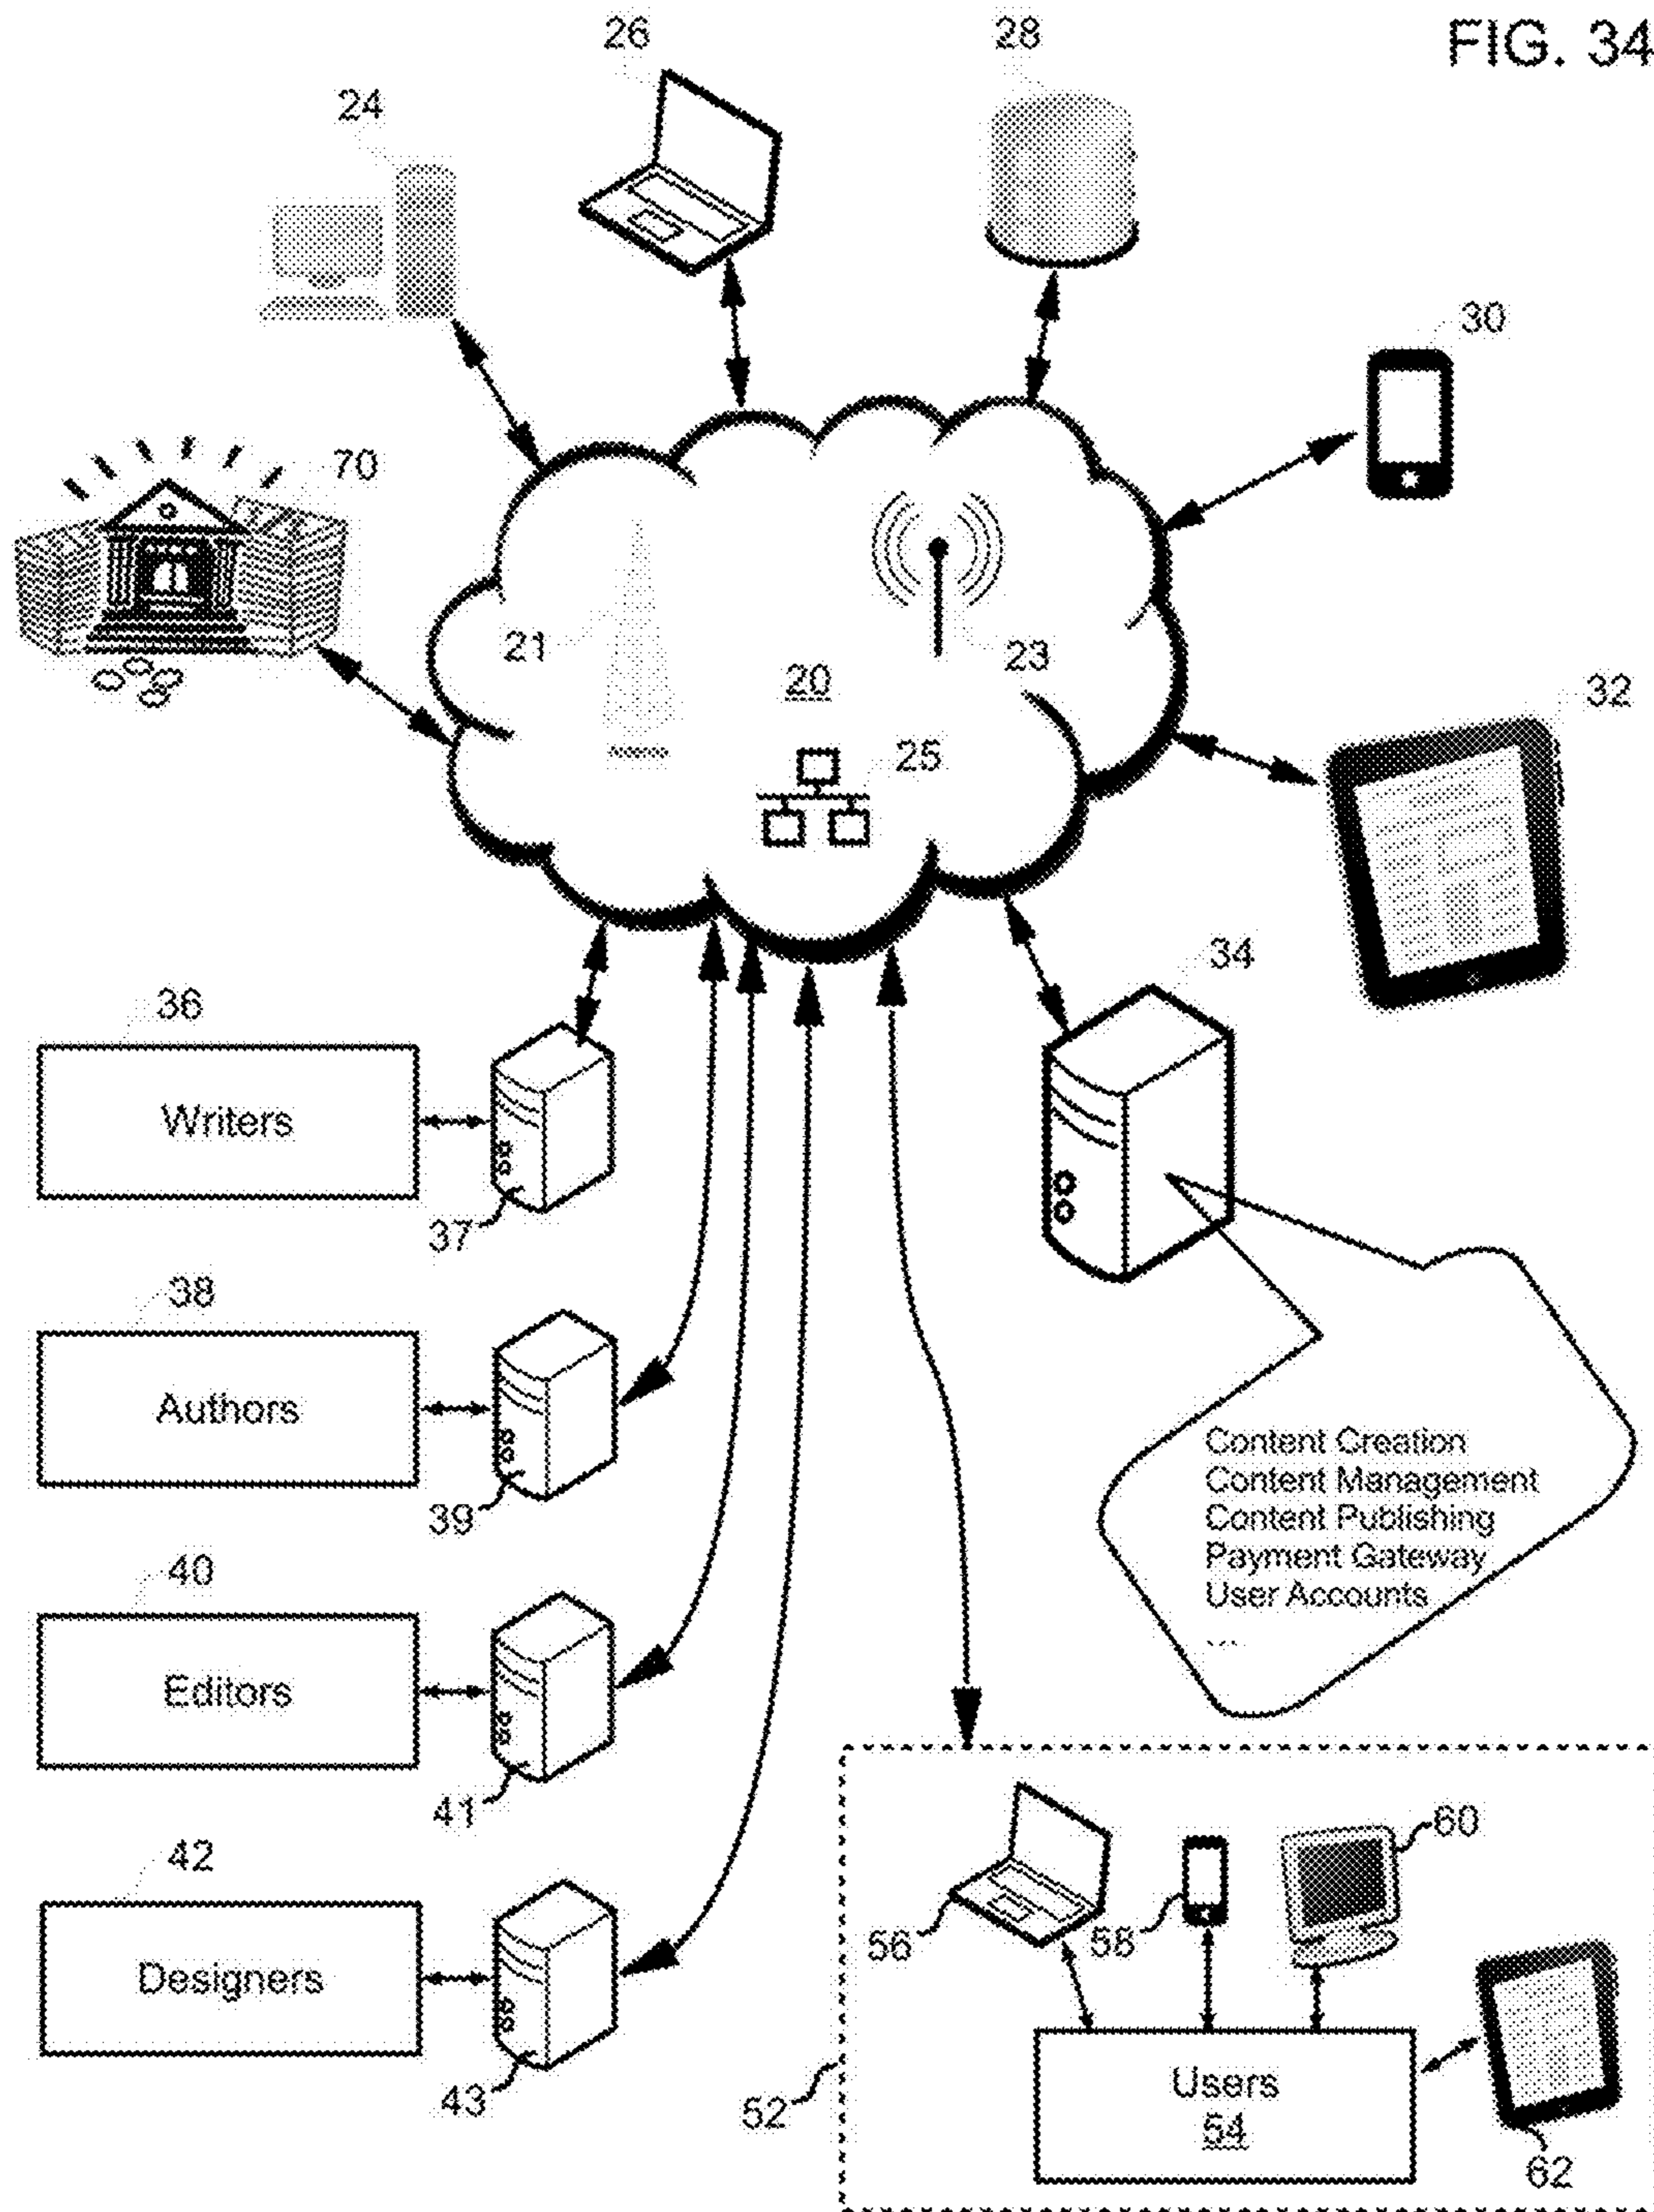 FIG. 34
26
28
24
30
70
21
23
20
32
25
34
36
Writers
37
38
Authors
39
Content Creation
Content Management
Content Publishing
Payment Gateway
User Accounts
...
40
Editors
41
42
Designers
43
60
56
58
52
Users
54
62